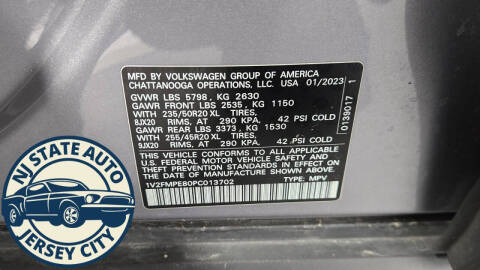 MFD BY VOLKSWAGEN GROUP OF AMERICA
CHATTANOOGA OPERATIONS, LLC. USA 01/2023
GVWR LBS 5798, KG 2630
GAWR FRONT LBS 2535, KG 1150
WITH 235/50R20 XL TIRES,
8JX20 RIMS, AT 290 KPA, 42 PSI COLD
GAWR REAR LBS 3373, KG 1530
WITH 255/45R20 XL TIRES,
9JX20 RIMS, AT 290 KPA, 42 PSI COLD
THIS VEHICLE CONFORMS TO ALL APPLICABLE
U.S. FEDERAL MOTOR VEHICLE SAFETY AND
THEFT PREVENTION STANDARDS IN EFFECT ON THE
DATE OF MANUFACTURE SHOWN ABOVE.
1V2FMPE80PC013702 TYPE: MPV
0139017 1
NJ STATE AUTO
JERSEY CITY